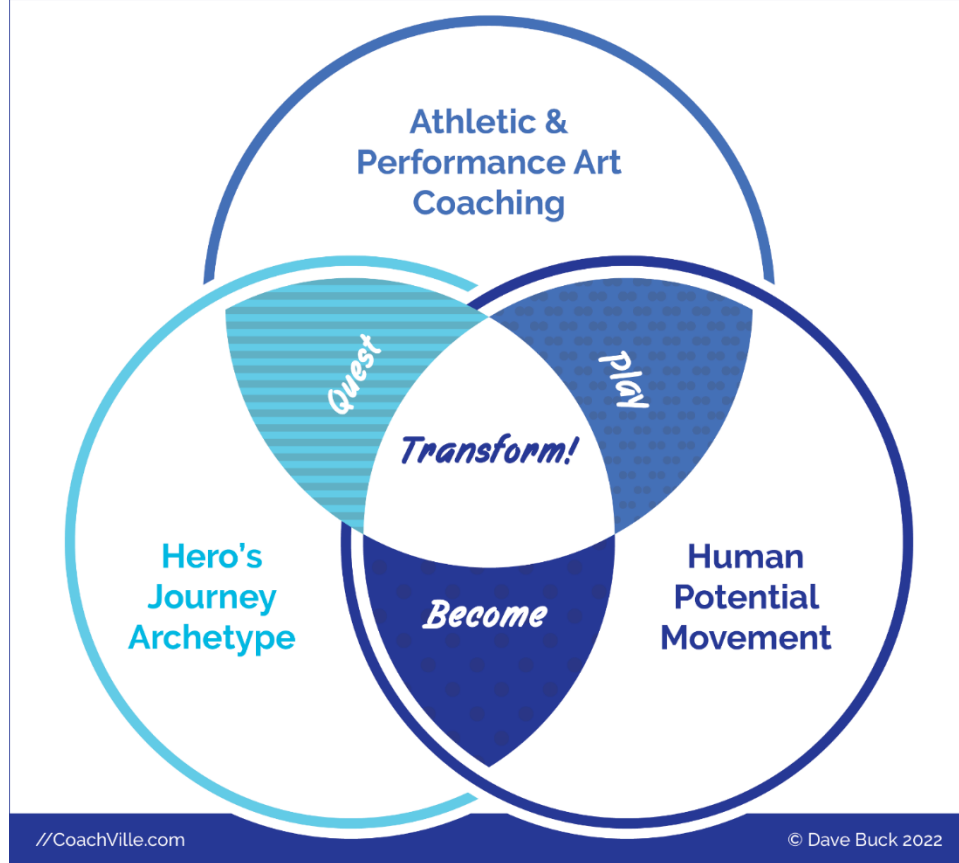 Athletic &
Performance Art
Coaching
Quest
Play
Transform!
Hero's
Journey
Archetype
Human
Potential
Movement
Become
//CoachVille.com
© Dave Buck 2022